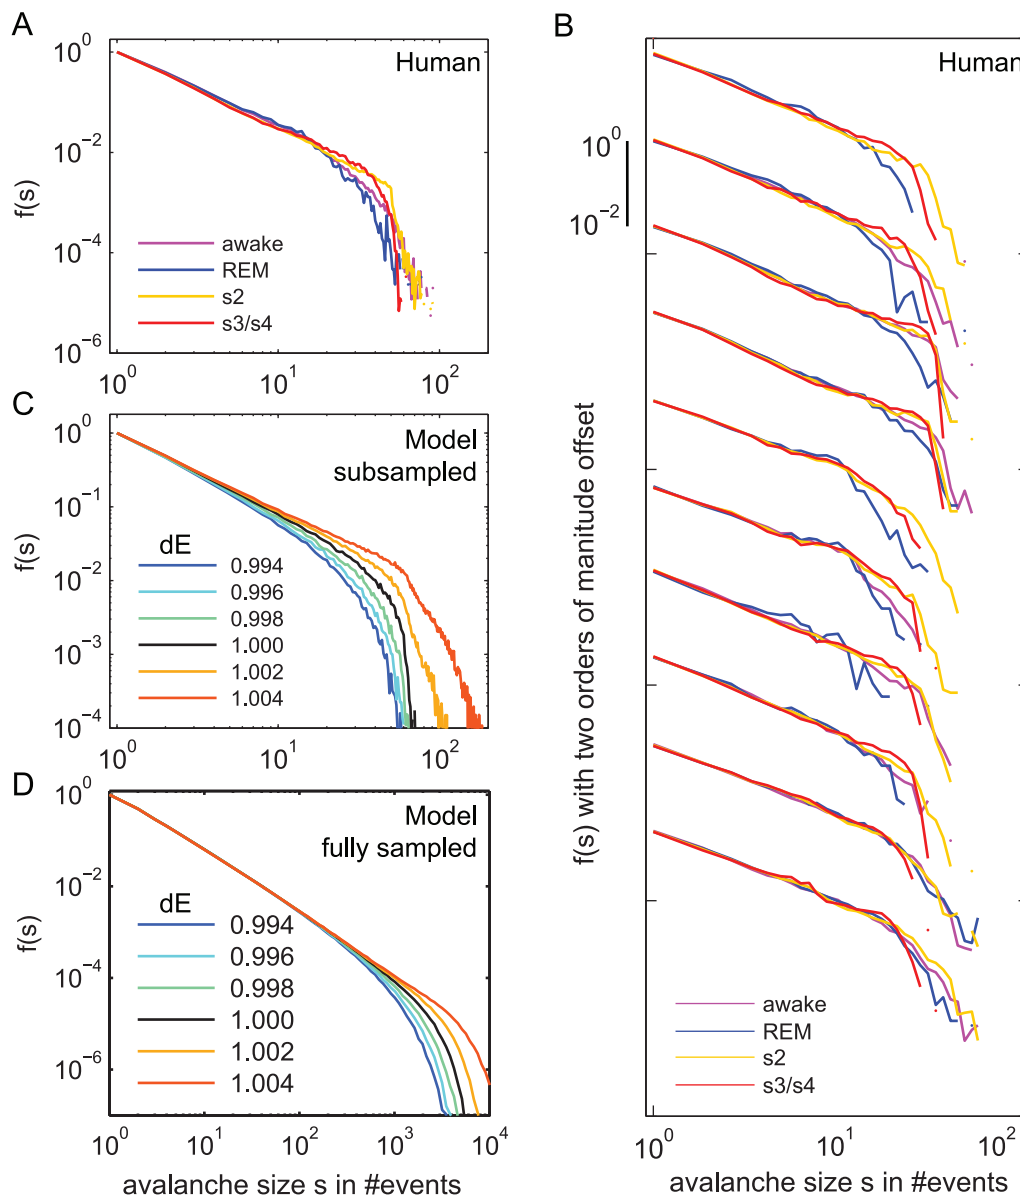 A
10^0
10^-2
10^-4
10^-6
f(s)
Human
awake
REM
s2
s3/s4
10^0
10^1
10^2
C
10^0
10^-1
10^-2
10^-3
10^-4
f(s)
Model
subsampled
dE
0.994
0.996
0.998
1.000
1.002
1.004
10^0
10^1
10^2
D
10^0
10^-2
10^-4
10^-6
f(s)
Model
fully sampled
dE
0.994
0.996
0.998
1.000
1.002
1.004
10^0
10^1
10^2
10^3
10^4
avalanche size s in #events
B
Human
10^0
10^-2
f(s) with two orders of manitude offset
awake
REM
s2
s3/s4
10^0
10^1
10^2
avalanche size s in #events